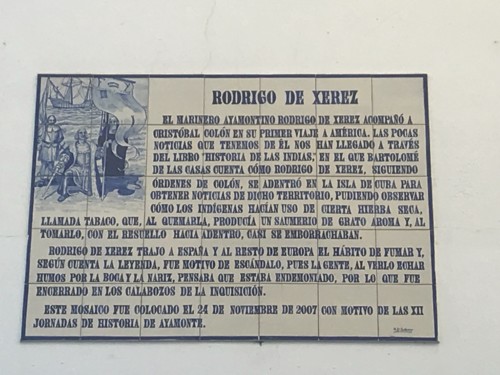 RODRIGO DE XEREZ
EL MARINERO AYAMONTINO RODRIGO DE XEREZ ACOMPAÑÓ A
CRISTÓBAL COLÓN EN SU PRIMER VIAJE A AMÉRICA. LAS POCAS
NOTICIAS QUE TENEMOS DE ÉL NOS HAN LLEGADO A TRAVÉS
DEL LIBRO "HISTORIA DE LAS INDIAS," EN EL QUE BARTOLOMÉ
DE LAS CASAS CUENTA CÓMO RODRIGO DE XEREZ, SIGUIENDO
ÓRDENES DE COLÓN, SE ADENTRÓ EN LA ISLA DE CUBA PARA
OBTENER NOTICIAS DE DICHO TERRITORIO, PUDIENDO OBSERVAR
CÓMO LOS INDÍGENAS HACÍAN USO DE CIERTA HIERBA SECA,
LLAMADA TABACO, QUE, AL QUEMARLA, PRODUCÍA UN SAUMERIO DE GRATO AROMA Y, AL
TOMARLO, CON EL RESUELLO HACIA ADENTRO, CASI SE EMBORRACHABAN.
RODRIGO DE XEREZ TRAJO A ESPAÑA Y AL RESTO DE EUROPA EL HÁBITO DE FUMAR Y,
SEGÚN CUENTA LA LEYENDA, FUE MOTIVO DE ESCÁNDALO, PUES LA GENTE, AL VERLO ECHAR
HUMOS POR LA BOCA Y LA NARIZ, PENSABA QUE ESTABA ENDEMONIADO, POR LO QUE FUE
ENCERRADO EN LOS CALABOZOS DE LA INQUISICIÓN.
ESTE MOSAICO FUE COLOCADO EL 24 DE NOVIEMBRE DE 2007 CON MOTIVO DE LAS XII
JORNADAS DE HISTORIA DE AYAMONTE.